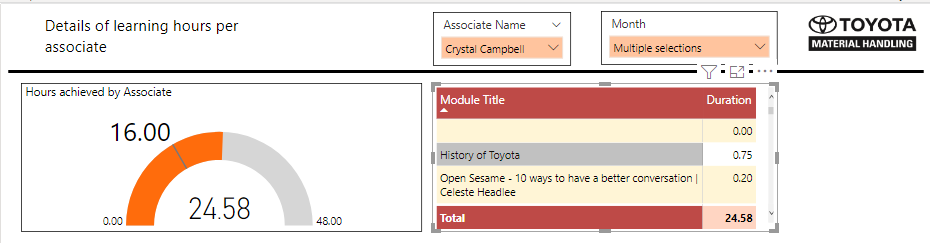 Details of learning hours per
associate
Associate Name
Crystal Campbell
Month
Multiple selections
TOYOTA
MATERIAL HANDLING
Hours achieved by Associate
16.00
24.58
0.00
48.00
Module Title Duration
0.00
History of Toyota 0.75
Open Sesame - 10 ways to have a better conversation | 0.20
Celeste Headlee
Total 24.58